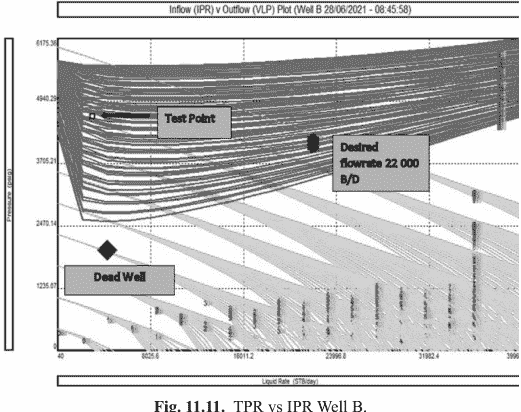 Inflow (IPR) v Outflow (VLP) Plot (Well B 28/06/2021 - 08:45:58)
6175.36
4940.29
Test Point
Desired
flowrate 22 000
B/D
3705.21
Pressure (psig)
2470.14
Dead Well
1235.07
0
40
8025.6
16011.2
23996.8
31982.4
3996
Liquid Rate (STB/day)
Fig. 11.11. TPR vs IPR Well B.